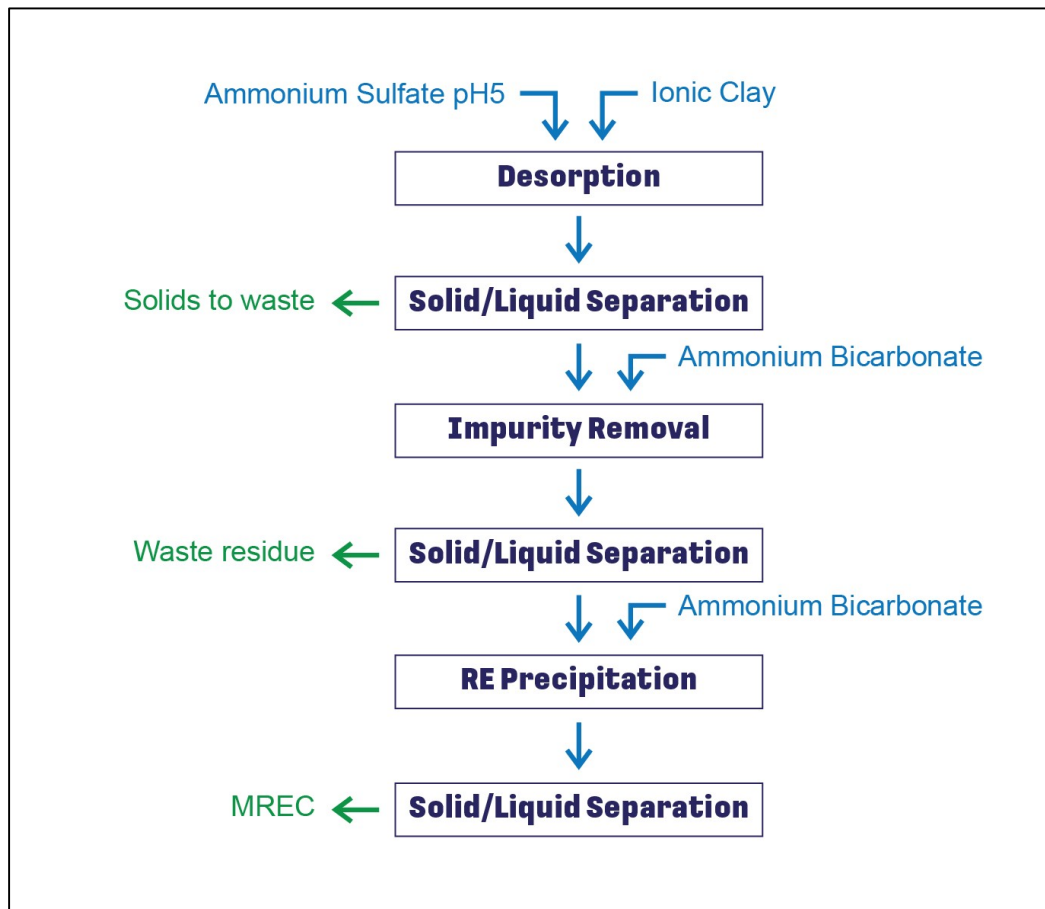 Ammonium Sulfate pH5
Ionic Clay
Desorption
Solids to waste
Solid/Liquid Separation
Ammonium Bicarbonate
Impurity Removal
Waste residue
Solid/Liquid Separation
Ammonium Bicarbonate
RE Precipitation
MREC
Solid/Liquid Separation